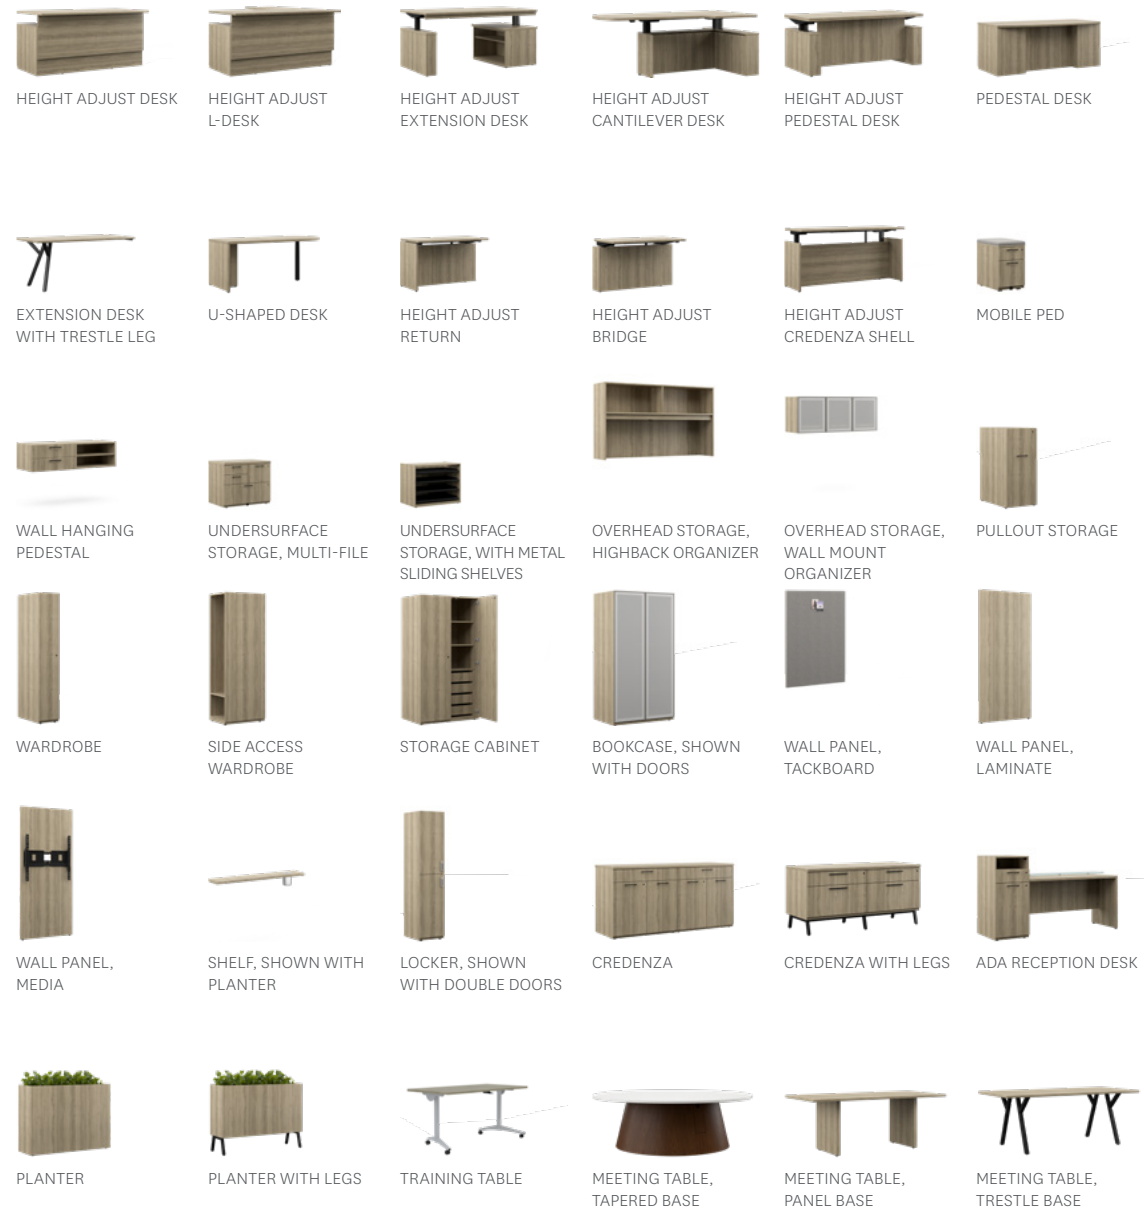 HEIGHT ADJUST DESK
HEIGHT ADJUST
L-DESK
HEIGHT ADJUST
EXTENSION DESK
HEIGHT ADJUST
CANTILEVER DESK
HEIGHT ADJUST
PEDESTAL DESK
PEDESTAL DESK
EXTENSION DESK
WITH TRESTLE LEG
U-SHAPED DESK
HEIGHT ADJUST
RETURN
HEIGHT ADJUST
BRIDGE
HEIGHT ADJUST
CREDENZA SHELL
MOBILE PED
WALL HANGING
PEDESTAL
UNDERSURFACE
STORAGE, MULTI-FILE
UNDERSURFACE
STORAGE, WITH METAL
SLIDING SHELVES
OVERHEAD STORAGE,
HIGHBACK ORGANIZER
OVERHEAD STORAGE,
WALL MOUNT
ORGANIZER
PULLOUT STORAGE
WARDROBE
SIDE ACCESS
WARDROBE
STORAGE CABINET
BOOKCASE, SHOWN
WITH DOORS
WALL PANEL,
TACKBOARD
WALL PANEL,
LAMINATE
WALL PANEL,
MEDIA
SHELF, SHOWN WITH
PLANTER
LOCKER, SHOWN
WITH DOUBLE DOORS
CREDENZA
CREDENZA WITH LEGS
ADA RECEPTION DESK
PLANTER
PLANTER WITH LEGS
TRAINING TABLE
MEETING TABLE,
TAPERED BASE
MEETING TABLE,
PANEL BASE
MEETING TABLE,
TRESTLE BASE